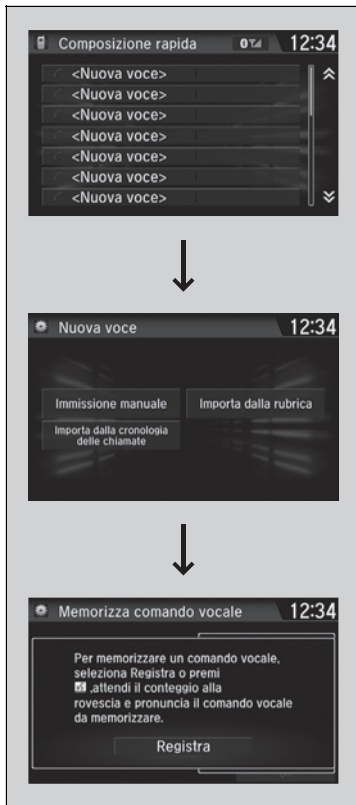 Composizione rapida 12:34
<Nuova voce>
<Nuova voce>
<Nuova voce>
<Nuova voce>
<Nuova voce>
<Nuova voce>
<Nuova voce>
Nuova voce 12:34
Immissione manuale Importa dalla rubrica
Importa dalla cronologia
delle chiamate
Memorizza comando vocale 12:34
Per memorizzare un comando vocale,
seleziona Registra o premi
,attendi il conteggio alla
rovescia e pronuncia il comando vocale
da memorizzare.
Registra